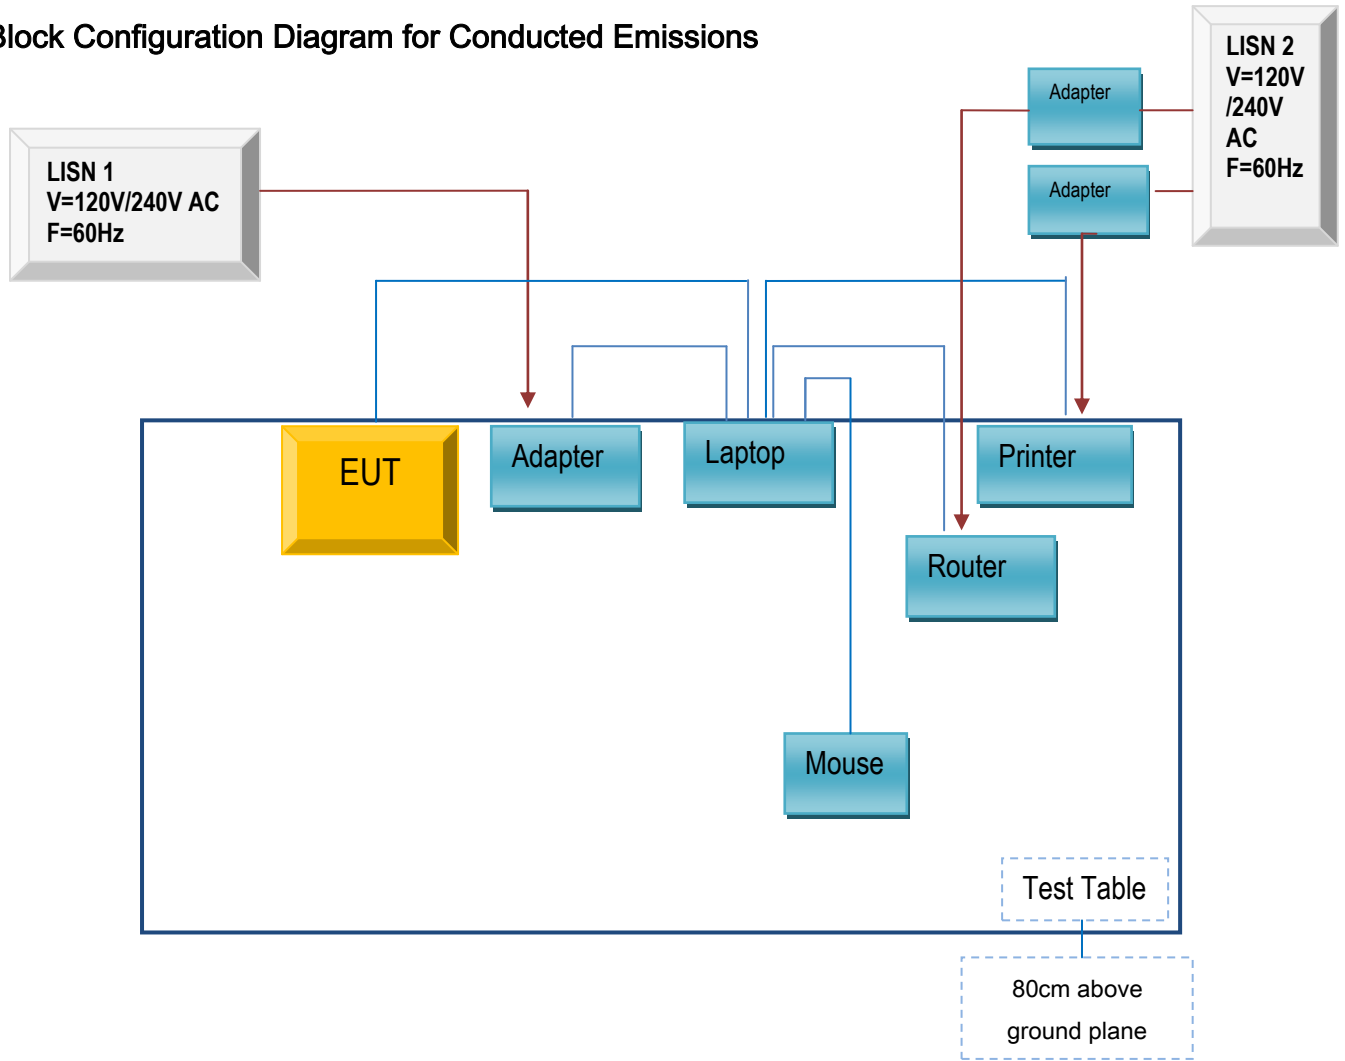 Block Configuration Diagram for Conducted Emissions
LISN 1
V=120V/240V AC
F=60Hz
Adapter
Adapter
LISN 2
V=120V
/240V
AC
F=60Hz
EUT
Adapter
Laptop
Printer
Router
Mouse
Test Table
80cm above
ground plane